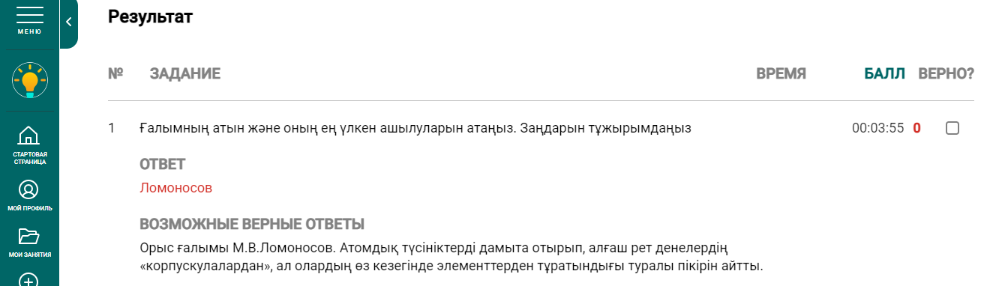 МЕНЮ
Результат
№ ЗАДАНИЕ ВРЕМЯ БАЛЛ ВЕРНО?
1 Ғалымның атын және оның ең үлкен ашылуларын атаңыз. Заңдарын тұжырымдаңыз 00:03:55 0
СТАРТОВАЯ
СТРАНИЦА
ОТВЕТ
Ломоносов
МОЙ ПРОФИЛЬ
ВОЗМОЖНЫЕ ВЕРНЫЕ ОТВЕТЫ
Орыс ғалымы М.В.Ломоносов. Атомдық түсініктерді дамыта отырып, алғаш рет денелердің
МОИ ЗАНЯТИЯ
«корпускулалардан», ал олардың өз кезегінде элементтерден тұратындығы туралы пікірін айтты.